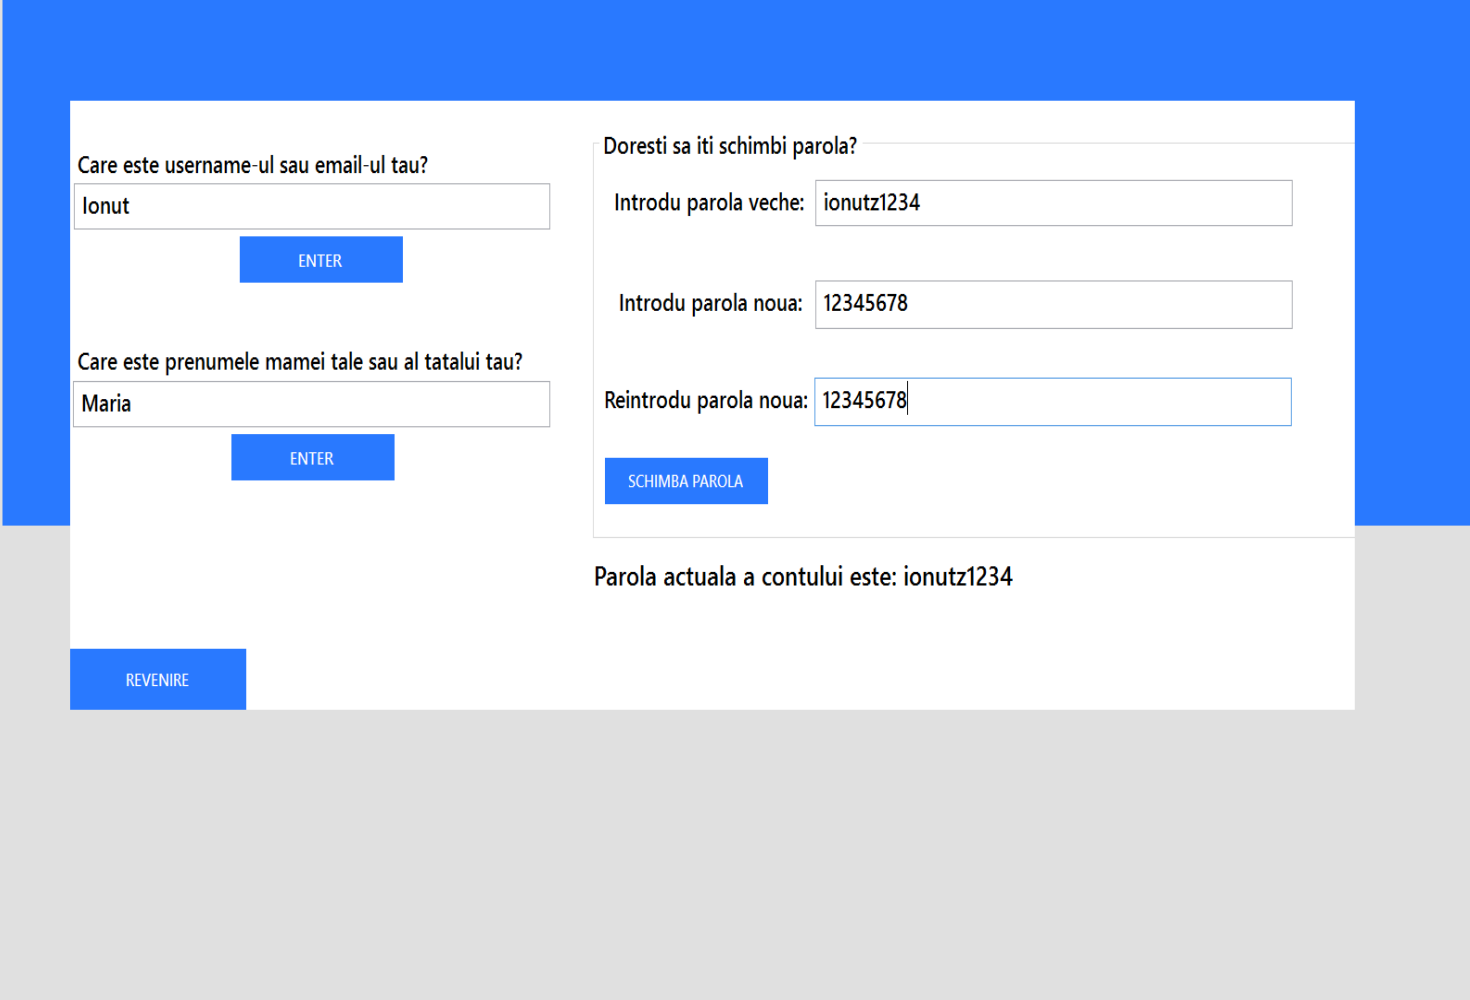 Care este username-ul sau email-ul tau?
Ionut
ENTER
Care este prenumele mamei tale sau al tatalui tau?
Maria
ENTER
REVENIRE
Doresti sa iti schimbi parola?
Introdu parola veche: ionutz1234
Introdu parola noua: 12345678
Reintrodu parola noua: 12345678
SCHIMBA PAROLA
Parola actuala a contului este: ionutz1234